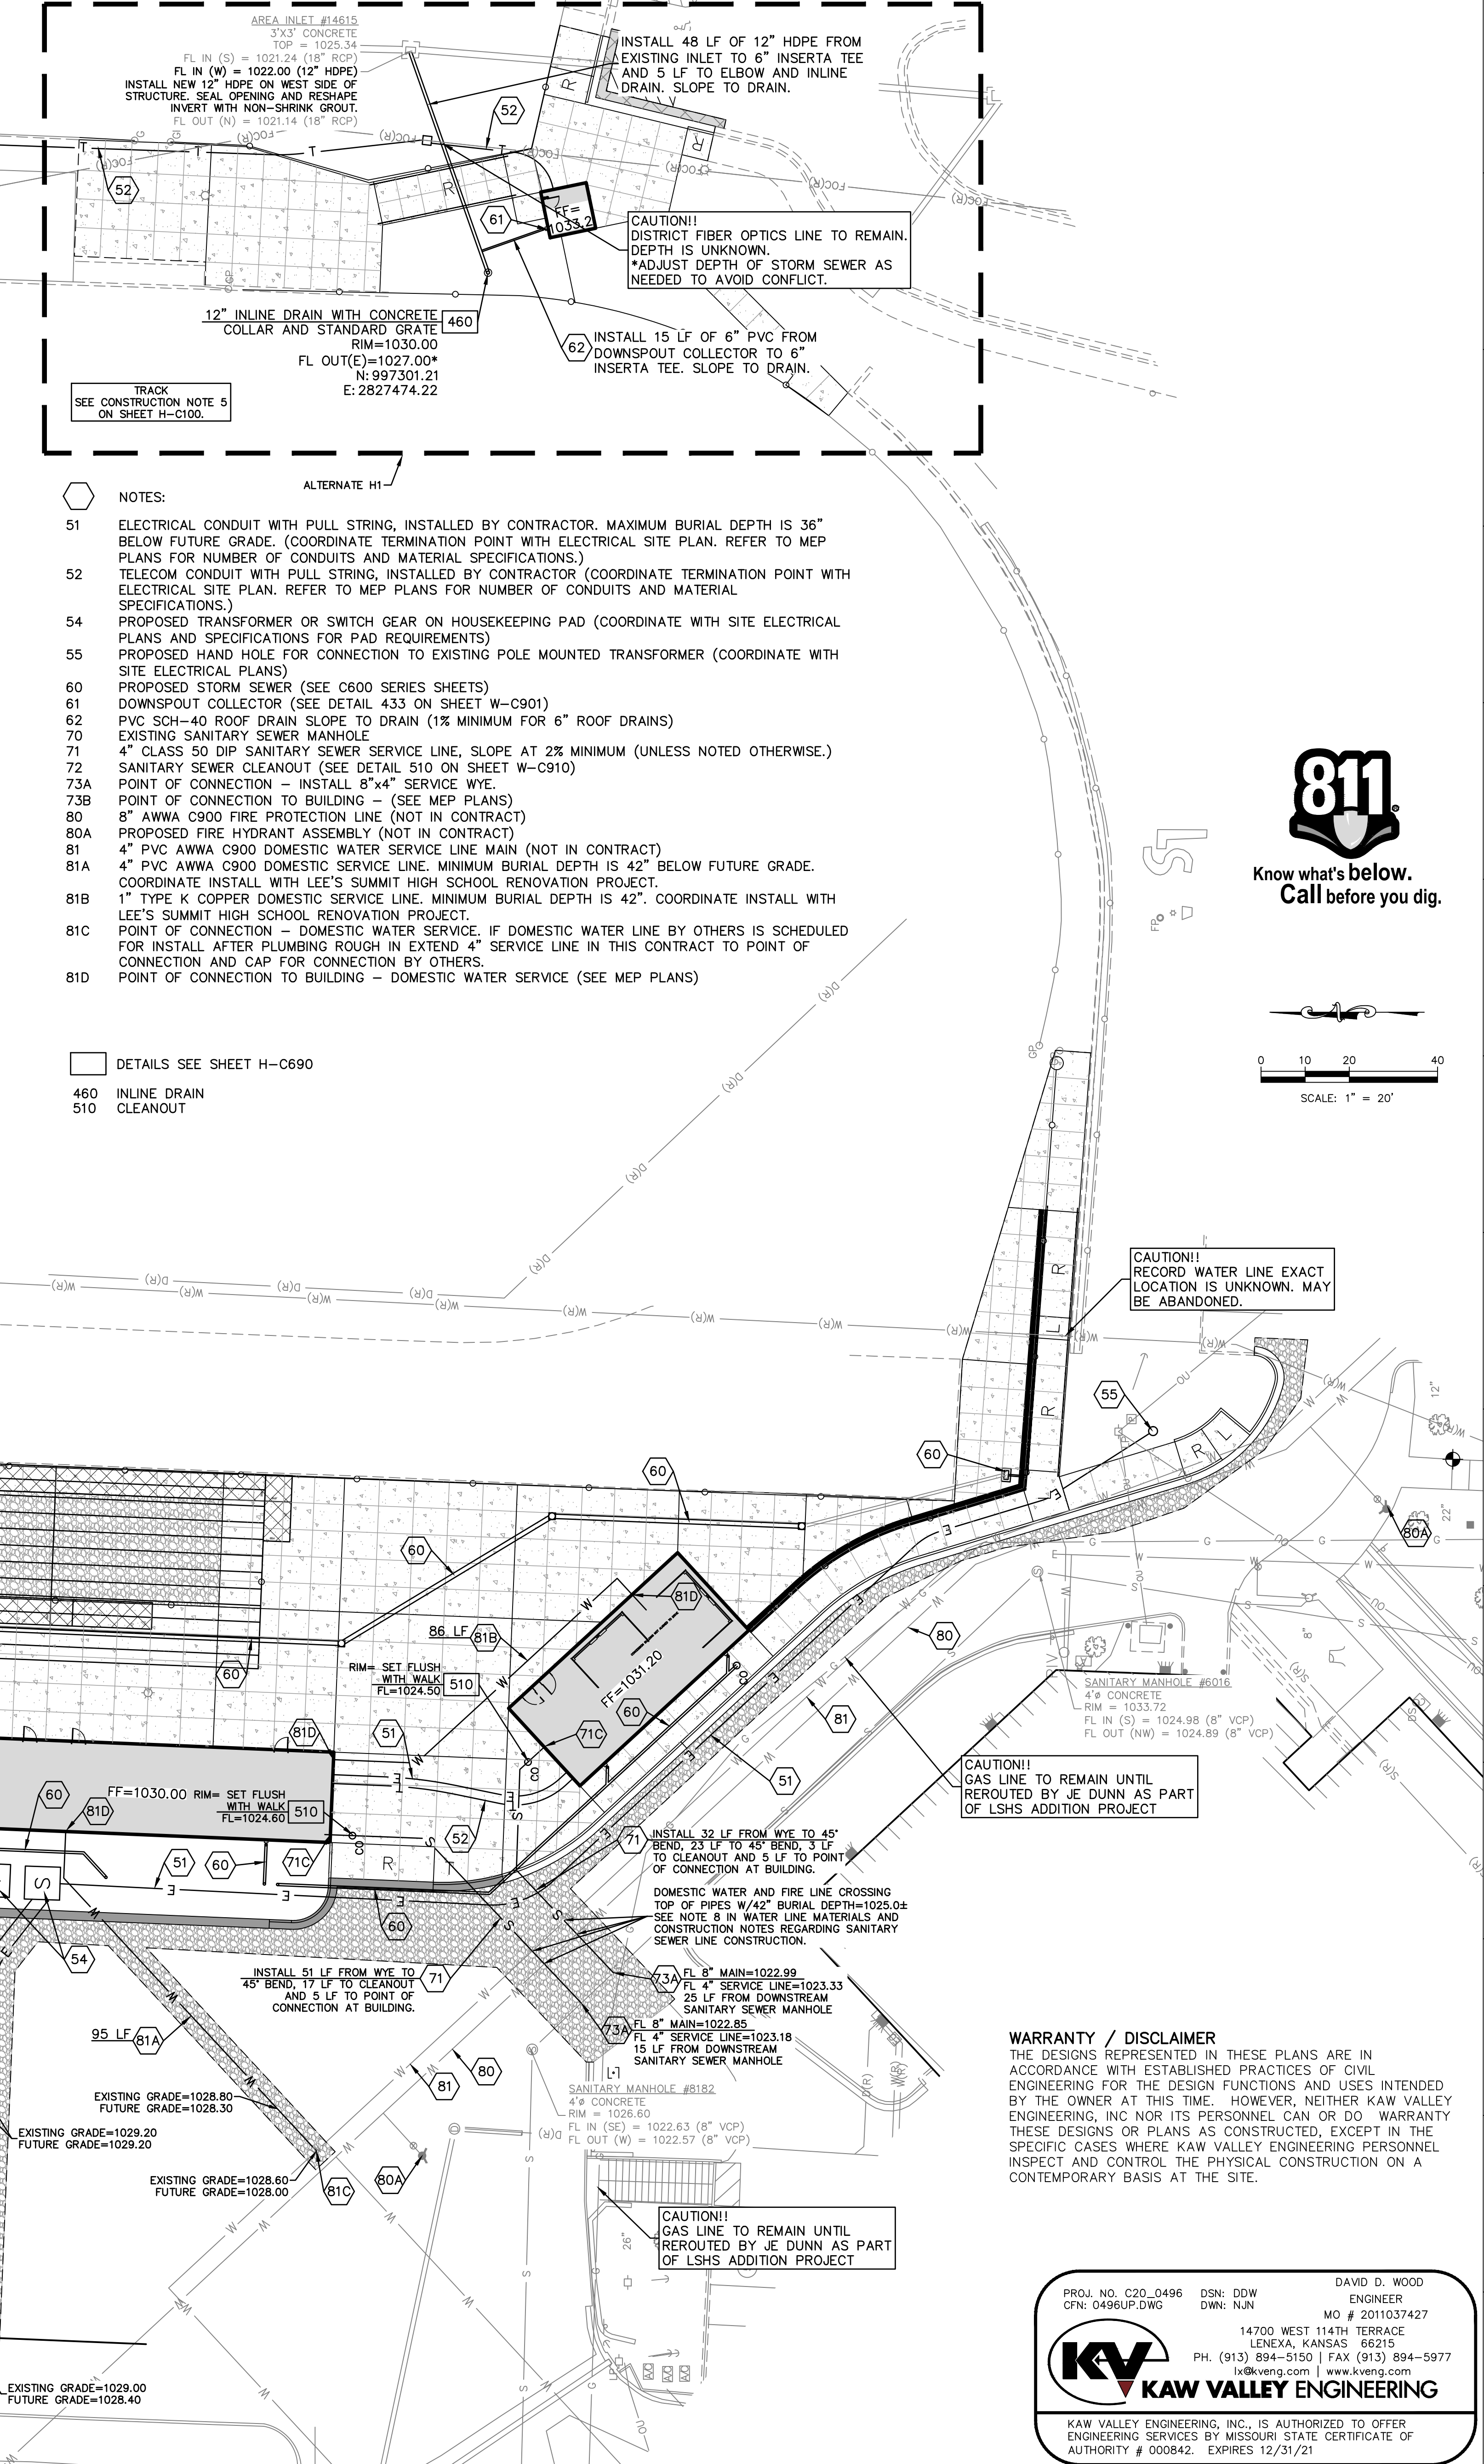 AREA INLET #14615
3'X3' CONCRETE
TOP = 1025.34
FL IN (S) = 1021.24 (18" RCP)
FL IN (W) = 1022.00 (12" HDPE)
INSTALL NEW 12" HDPE ON WEST SIDE OF
STRUCTURE. SEAL OPENING AND RESHAPE
INVERT WITH NON-SHRINK GROUT.
FL OUT (N) = 1021.14 (18" RCP)
INSTALL 48 LF OF 12" HDPE FROM
EXISTING INLET TO 6" INSERTA TEE
AND 5 LF TO ELBOW AND INLINE
DRAIN. SLOPE TO DRAIN.
52
52
T
T
T
R
R
R
FOC(R)
FOC(R)
FOC(R)
FOC(R)
FOC(R)
FOC(R)
FOC(R)
FOC(R)
61
FF=
1033.2
CAUTION!!
DISTRICT FIBER OPTICS LINE TO REMAIN.
DEPTH IS UNKNOWN.
*ADJUST DEPTH OF STORM SEWER AS
NEEDED TO AVOID CONFLICT.
GP
12" INLINE DRAIN WITH CONCRETE
COLLAR AND STANDARD GRATE
460
RIM=1030.00
FL OUT(E)=1027.00*
N: 997301.21
E: 2827474.22
62
INSTALL 15 LF OF 6" PVC FROM
DOWNSPOUT COLLECTOR TO 6"
INSERTA TEE. SLOPE TO DRAIN.
TRACK
SEE CONSTRUCTION NOTE 5
ON SHEET H-C100.
ALTERNATE H1
NOTES:
51 ELECTRICAL CONDUIT WITH PULL STRING, INSTALLED BY CONTRACTOR. MAXIMUM BURIAL DEPTH IS 36"
BELOW FUTURE GRADE. (COORDINATE TERMINATION POINT WITH ELECTRICAL SITE PLAN. REFER TO MEP
PLANS FOR NUMBER OF CONDUITS AND MATERIAL SPECIFICATIONS.)
52 TELECOM CONDUIT WITH PULL STRING, INSTALLED BY CONTRACTOR (COORDINATE TERMINATION POINT WITH
ELECTRICAL SITE PLAN. REFER TO MEP PLANS FOR NUMBER OF CONDUITS AND MATERIAL
SPECIFICATIONS.)
54 PROPOSED TRANSFORMER OR SWITCH GEAR ON HOUSEKEEPING PAD (COORDINATE WITH SITE ELECTRICAL
PLANS AND SPECIFICATIONS FOR PAD REQUIREMENTS)
55 PROPOSED HAND HOLE FOR CONNECTION TO EXISTING POLE MOUNTED TRANSFORMER (COORDINATE WITH
SITE ELECTRICAL PLANS)
60 PROPOSED STORM SEWER (SEE C600 SERIES SHEETS)
61 DOWNSPOUT COLLECTOR (SEE DETAIL 433 ON SHEET W-C901)
62 PVC SCH-40 ROOF DRAIN SLOPE TO DRAIN (1% MINIMUM FOR 6" ROOF DRAINS)
70 EXISTING SANITARY SEWER MANHOLE
71 4" CLASS 50 DIP SANITARY SEWER SERVICE LINE, SLOPE AT 2% MINIMUM (UNLESS NOTED OTHERWISE.)
72 SANITARY SEWER CLEANOUT (SEE DETAIL 510 ON SHEET W-C910)
73A POINT OF CONNECTION - INSTALL 8"x4" SERVICE WYE.
73B POINT OF CONNECTION TO BUILDING - (SEE MEP PLANS)
80 8" AWWA C900 FIRE PROTECTION LINE (NOT IN CONTRACT)
80A PROPOSED FIRE HYDRANT ASSEMBLY (NOT IN CONTRACT)
81 4" PVC AWWA C900 DOMESTIC WATER SERVICE LINE MAIN (NOT IN CONTRACT)
81A 4" PVC AWWA C900 DOMESTIC SERVICE LINE. MINIMUM BURIAL DEPTH IS 42" BELOW FUTURE GRADE.
COORDINATE INSTALL WITH LEE'S SUMMIT HIGH SCHOOL RENOVATION PROJECT.
81B 1" TYPE K COPPER DOMESTIC SERVICE LINE. MINIMUM BURIAL DEPTH IS 42". COORDINATE INSTALL WITH
LEE'S SUMMIT HIGH SCHOOL RENOVATION PROJECT.
81C POINT OF CONNECTION - DOMESTIC WATER SERVICE. IF DOMESTIC WATER LINE BY OTHERS IS SCHEDULED
FOR INSTALL AFTER PLUMBING ROUGH IN EXTEND 4" SERVICE LINE IN THIS CONTRACT TO POINT OF
CONNECTION AND CAP FOR CONNECTION BY OTHERS.
81D POINT OF CONNECTION TO BUILDING - DOMESTIC WATER SERVICE (SEE MEP PLANS)
811
Know what's below.
Call before you dig.
FP
GP
0 10 20 40
SCALE: 1" = 20'
DETAILS SEE SHEET H-C690
460 INLINE DRAIN
510 CLEANOUT
D(R)
D(R)
D(R)
D(R)
D(R)
D(R)
D(R)
W(R)
W(R)
W(R)
W(R)
W(R)
W(R)
W(R)
W(R)
W(R)
CAUTION!!
RECORD WATER LINE EXACT
LOCATION IS UNKNOWN. MAY
BE ABANDONED.
R
L
R
55
OU
R
L
12"
22"
8"
80A
60
60
60
60
86 LF
81B
81D
RIM= SET FLUSH
WITH WALK
FL=1024.50
510
FF=1031.20
60
71C
CO
CO
80
81
SANITARY MANHOLE #6016
4'ø CONCRETE
RIM = 1033.72
FL IN (S) = 1024.98 (8" VCP)
FL OUT (NW) = 1024.89 (8" VCP)
S(R)
CAUTION!!
GAS LINE TO REMAIN UNTIL
REROUTED BY JE DUNN AS PART
OF LSHS ADDITION PROJECT
81D
51
FF=1030.00
RIM= SET FLUSH
WITH WALK
FL=1024.60
510
60
81D
CO
52
51
71
INSTALL 32 LF FROM WYE TO 45°
BEND, 23 LF TO 45° BEND, 3 LF
TO CLEANOUT AND 5 LF TO POINT
OF CONNECTION AT BUILDING.
51
60
71C
R
T
S
60
54
DOMESTIC WATER AND FIRE LINE CROSSING
TOP OF PIPES W/42" BURIAL DEPTH=1025.0±
SEE NOTE 8 IN WATER LINE MATERIALS AND
CONSTRUCTION NOTES REGARDING SANITARY
SEWER LINE CONSTRUCTION.
INSTALL 51 LF FROM WYE TO
45° BEND, 17 LF TO CLEANOUT
AND 5 LF TO POINT OF
CONNECTION AT BUILDING.
71
73A
FL 8" MAIN=1022.99
FL 4" SERVICE LINE=1023.33
25 LF FROM DOWNSTREAM
SANITARY SEWER MANHOLE
73A
FL 8" MAIN=1022.85
FL 4" SERVICE LINE=1023.18
15 LF FROM DOWNSTREAM
SANITARY SEWER MANHOLE
95 LF
81A
80
81
SANITARY MANHOLE #8182
4'ø CONCRETE
RIM = 1026.60
FL IN (SE) = 1022.63 (8" VCP)
FL OUT (W) = 1022.57 (8" VCP)
D(R)
D(R)
W(R)
EXISTING GRADE=1028.80
FUTURE GRADE=1028.30
EXISTING GRADE=1029.20
FUTURE GRADE=1029.20
EXISTING GRADE=1028.60
FUTURE GRADE=1028.00
81C
80A
26"
CAUTION!!
GAS LINE TO REMAIN UNTIL
REROUTED BY JE DUNN AS PART
OF LSHS ADDITION PROJECT
EXISTING GRADE=1029.00
FUTURE GRADE=1028.40
WARRANTY / DISCLAIMER
THE DESIGNS REPRESENTED IN THESE PLANS ARE IN
ACCORDANCE WITH ESTABLISHED PRACTICES OF CIVIL
ENGINEERING FOR THE DESIGN FUNCTIONS AND USES INTENDED
BY THE OWNER AT THIS TIME. HOWEVER, NEITHER KAW VALLEY
ENGINEERING, INC NOR ITS PERSONNEL CAN OR DO WARRANTY
THESE DESIGNS OR PLANS AS CONSTRUCTED, EXCEPT IN THE
SPECIFIC CASES WHERE KAW VALLEY ENGINEERING PERSONNEL
INSPECT AND CONTROL THE PHYSICAL CONSTRUCTION ON A
CONTEMPORARY BASIS AT THE SITE.
PROJ. NO. C20_0496 DSN: DDW
CFN: 0496UP.DWG DWN: NJN
DAVID D. WOOD
ENGINEER
MO # 2011037427
14700 WEST 114TH TERRACE
LENEXA, KANSAS 66215
PH. (913) 894-5150 | FAX (913) 894-5977
lx@kveng.com | www.kveng.com
KV
KAW VALLEY ENGINEERING
KAW VALLEY ENGINEERING, INC., IS AUTHORIZED TO OFFER
ENGINEERING SERVICES BY MISSOURI STATE CERTIFICATE OF
AUTHORITY # 000842. EXPIRES 12/31/21